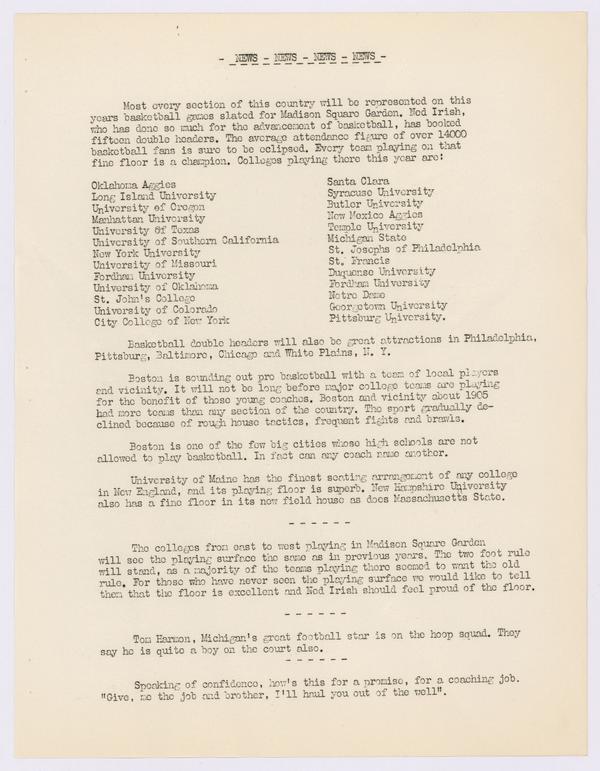 - NEWS - NEWS - NEWS - NEWS -
Most every section of this country will be represented on this
years basketball games slated for Madison Square Garden. Ned Irish,
who has done so much for the advancement of basketball, has booked
fifteen double headers. The average attendance figure of over 14000
basketball fans is sure to be eclipsed. Every team playing on that
fine floor is a champion. Colleges playing there this year are:
Oklahoma Aggies
Long Island University
University of Oregon
Manhattan University
University Of Texas
University of Southern California
New York University
University of Missouri
Fordham University
University of Oklahoma
St. John's College
University of Colorado
City College of New York
Santa Clara
Syracuse University
Butler University
New Mexico Aggies
Temple University
Michigan State
St. Josephs of Philadelphia
St. Francis
Duquense University
Fordham University
Notre Dame
Georgetown University
Pittsburg University.
Basketball double headers will also be great attractions in Philadelphia,
Pittsburg, Baltimore, Chicago and White Plains, N. Y.
Boston is sounding out pro basketball with a team of local players
and vicinity. It will not be long before major college teams are playing
for the benefit of those young coaches. Boston and vicinity about 1905
had more teams than any section of the country. The sport gradually de-
clined because of rough house tactics, frequent fights and brawls.
Boston is one of the few big cities whose high schools are not
allowed to play basketball. In fact can any coach name another.
University of Maine has the finest seating arrangement of any college
in New England, and its playing floor is superb. New Hampshire University
also has a fine floor in its new field house as does Massachusetts State.
- - - - - -
The colleges from east to west playing in Madison Square Garden
will see the playing surface the same as in previous years. The two foot rule
will stand, as a majority of the teams playing there seemed to want the old
rule. For those who have never seen the playing surface we would like to tell
them that the floor is excellent and Ned Irish should feel proud of the floor.
- - - - - -
Tom Harmon, Michigan's great football star is on the hoop squad. They
say he is quite a boy on the court also.
- - - - - -
Speaking of confidence, how's this for a promise, for a coaching job.
"Give, me the job and brother, I'll haul you out of the well".